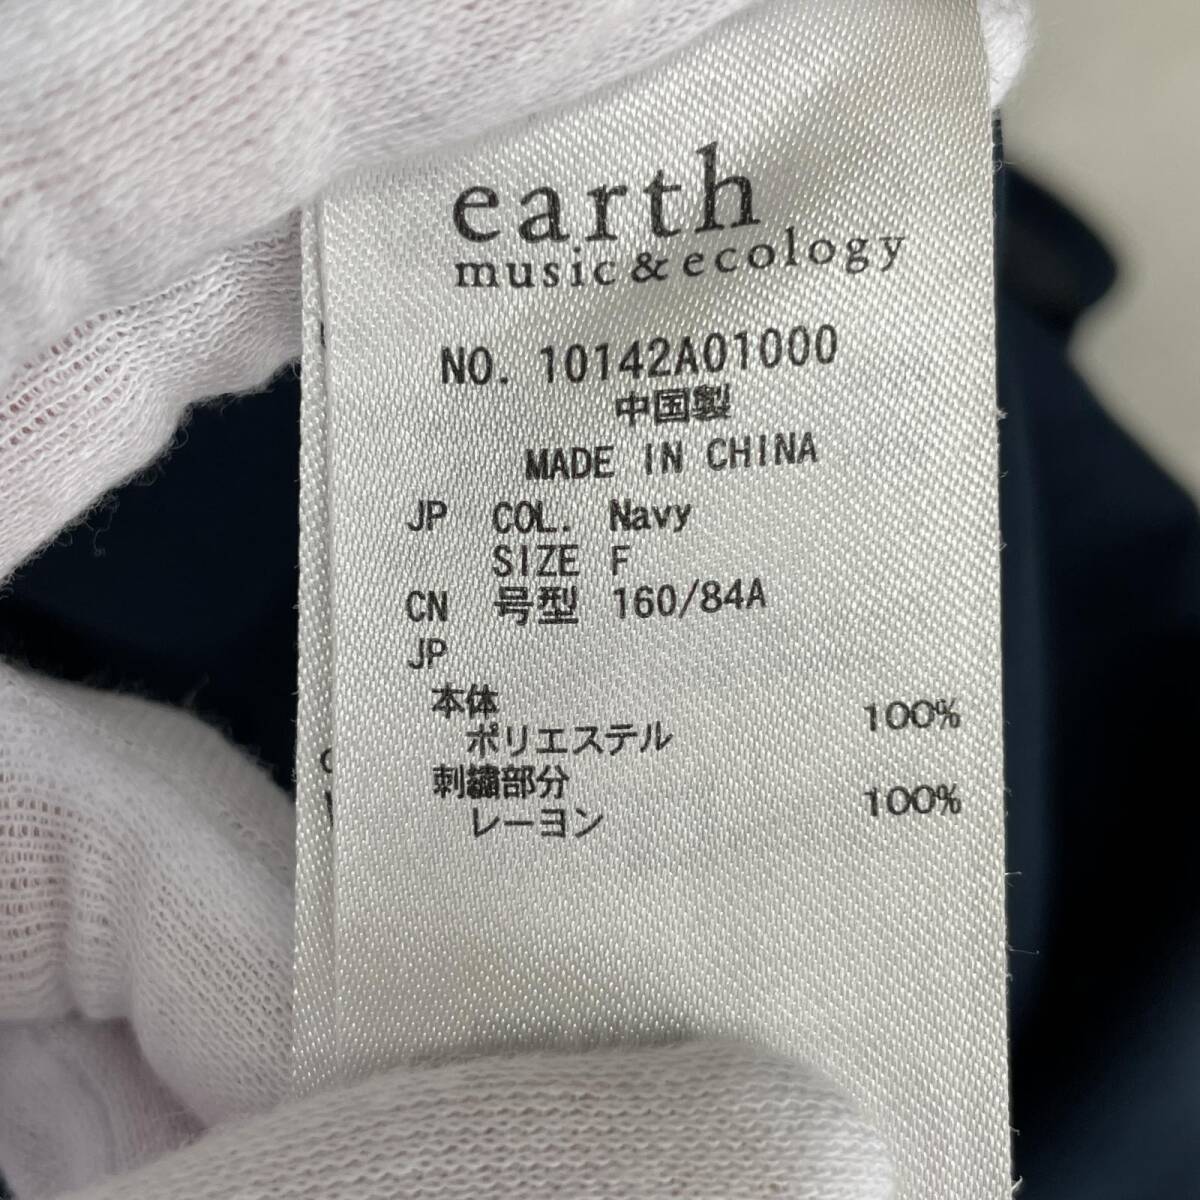 earth
music & ecology
NO. 10142A01000
中国製
MADE IN CHINA
JP COL. Navy
SIZE F
CN 号型 160/84A
JP
本体
ポリエステル 100%
刺繍部分
レーヨン 100%